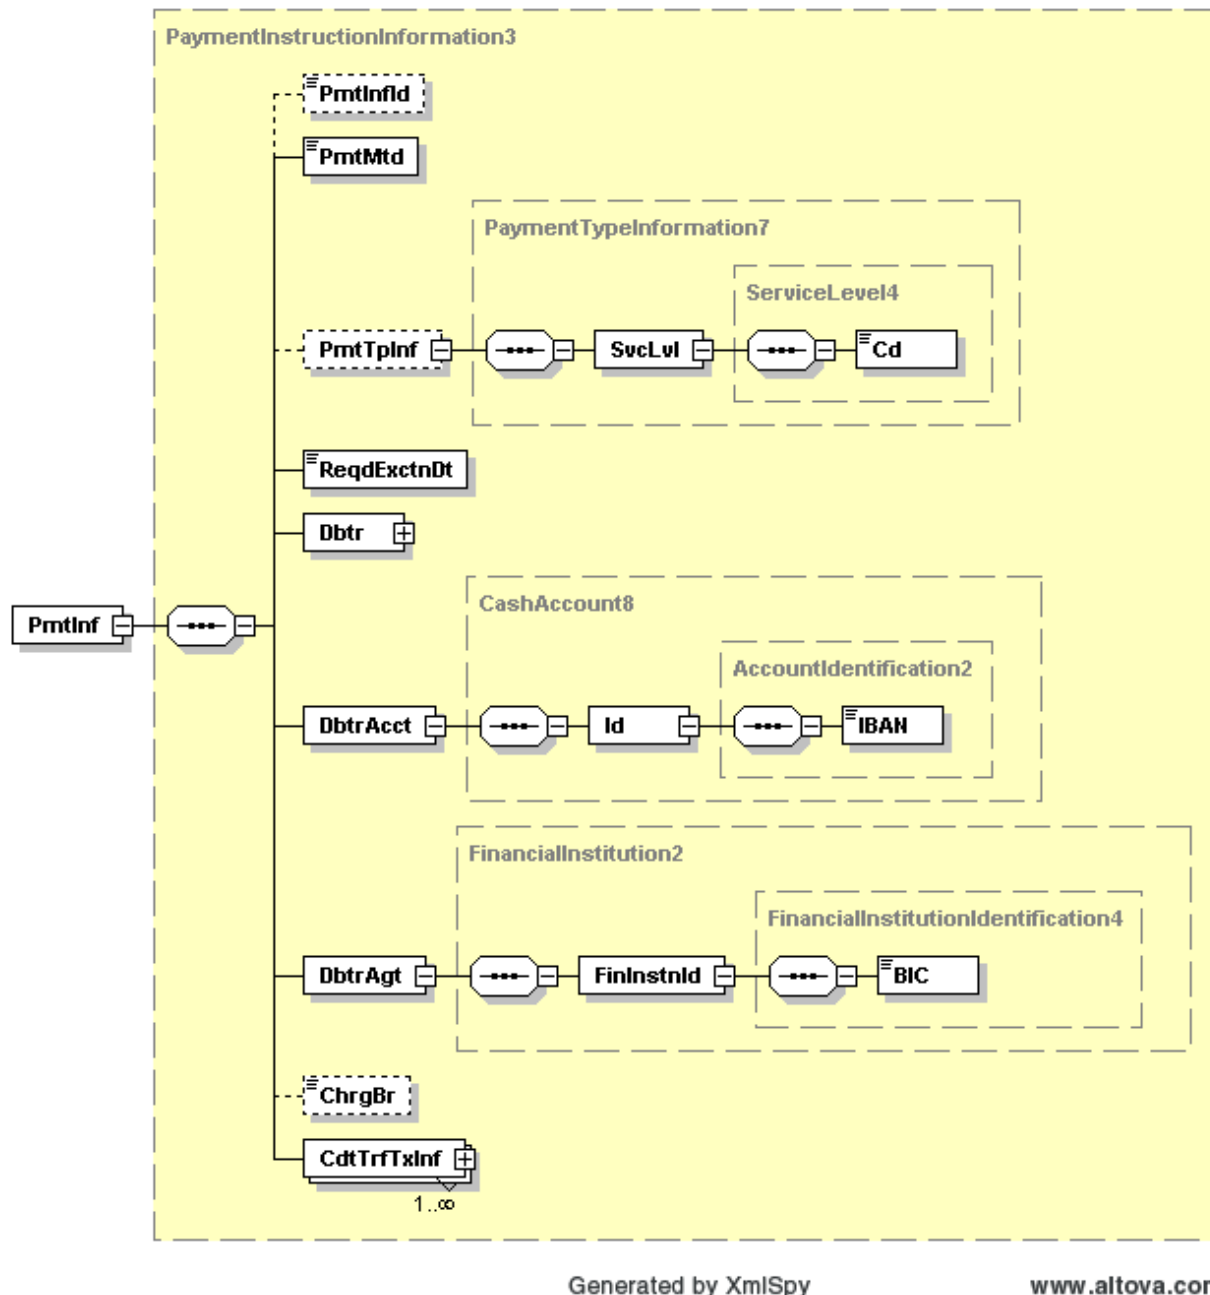 PaymentInstructionInformation3
PmtInfId
PmtMtd
PaymentTypeInformation7
ServiceLevel4
PmtTpInf
SvcLvl
Cd
ReqdExctnDt
Dbtr
CashAccount8
PmtInf
AccountIdentification2
DbtrAcct
Id
IBAN
FinancialInstitution2
FinancialInstitutionIdentification4
DbtrAgt
FinInstnId
BIC
ChrgBr
CdtTrfTxInf
1..∞
Generated by XmlSpy
www.altova.com